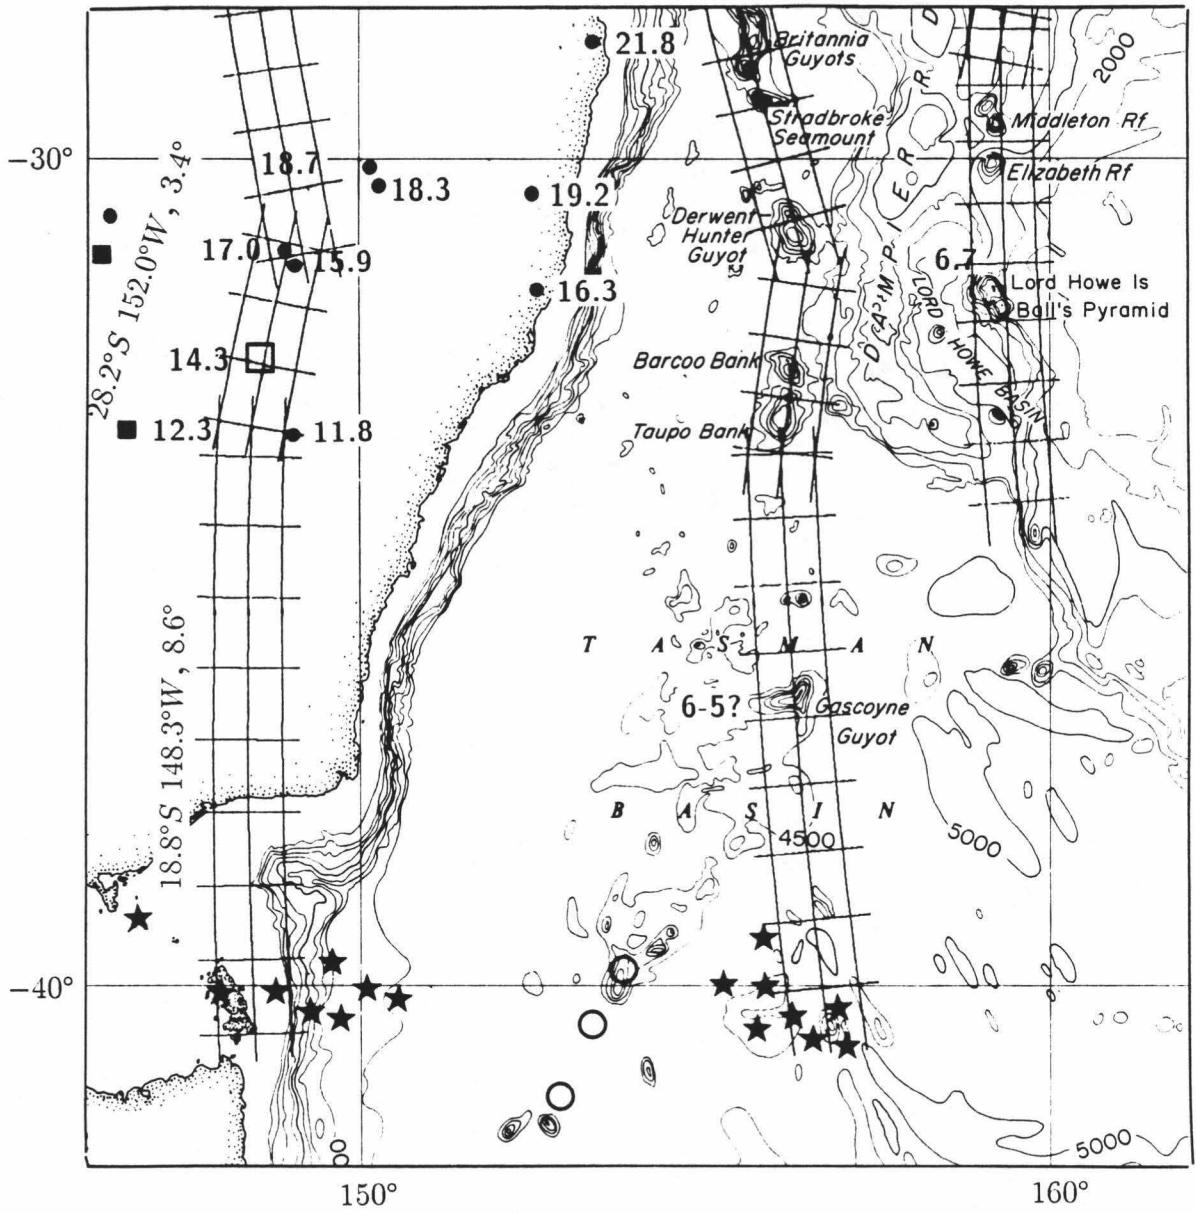 21.8
Britannia
Guyots
2000
Stradbroke
Seamount
Middleton Rf
−30°
18.7
18.3
19.2
Elizabeth Rf
Derwent
Hunter
Guyot
DAMPIER R D
17.0
15.9
6.7
16.3
Lord Howe Is
Ball's Pyramid
28.2°S 152.0°W, 3.4°
14.3
Barcoo Bank
LORD HOWE BASIN
12.3
11.8
Taupo Bank
18.8°S 148.3°W, 8.6°
T A S M A N
6-5?
Gascoyne
Guyot
B A S I N
4500
5000
−40°
5000
150°
160°